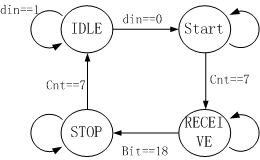 din==1
IDLE
din==0
Start
Cnt==7
Cnt==7
STOP
Bit==18
RECEI
VE